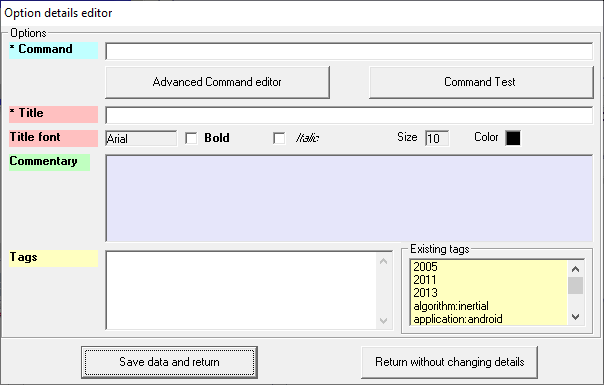 Option details editor
Options
* Command
Advanced Command editor Command Test
* Title
Title font Arial Bold Italic Size 10 Color
Commentary
Tags
Existing tags
2005
2011
2013
algorithm:inertial
application:android
Save data and return Return without changing details